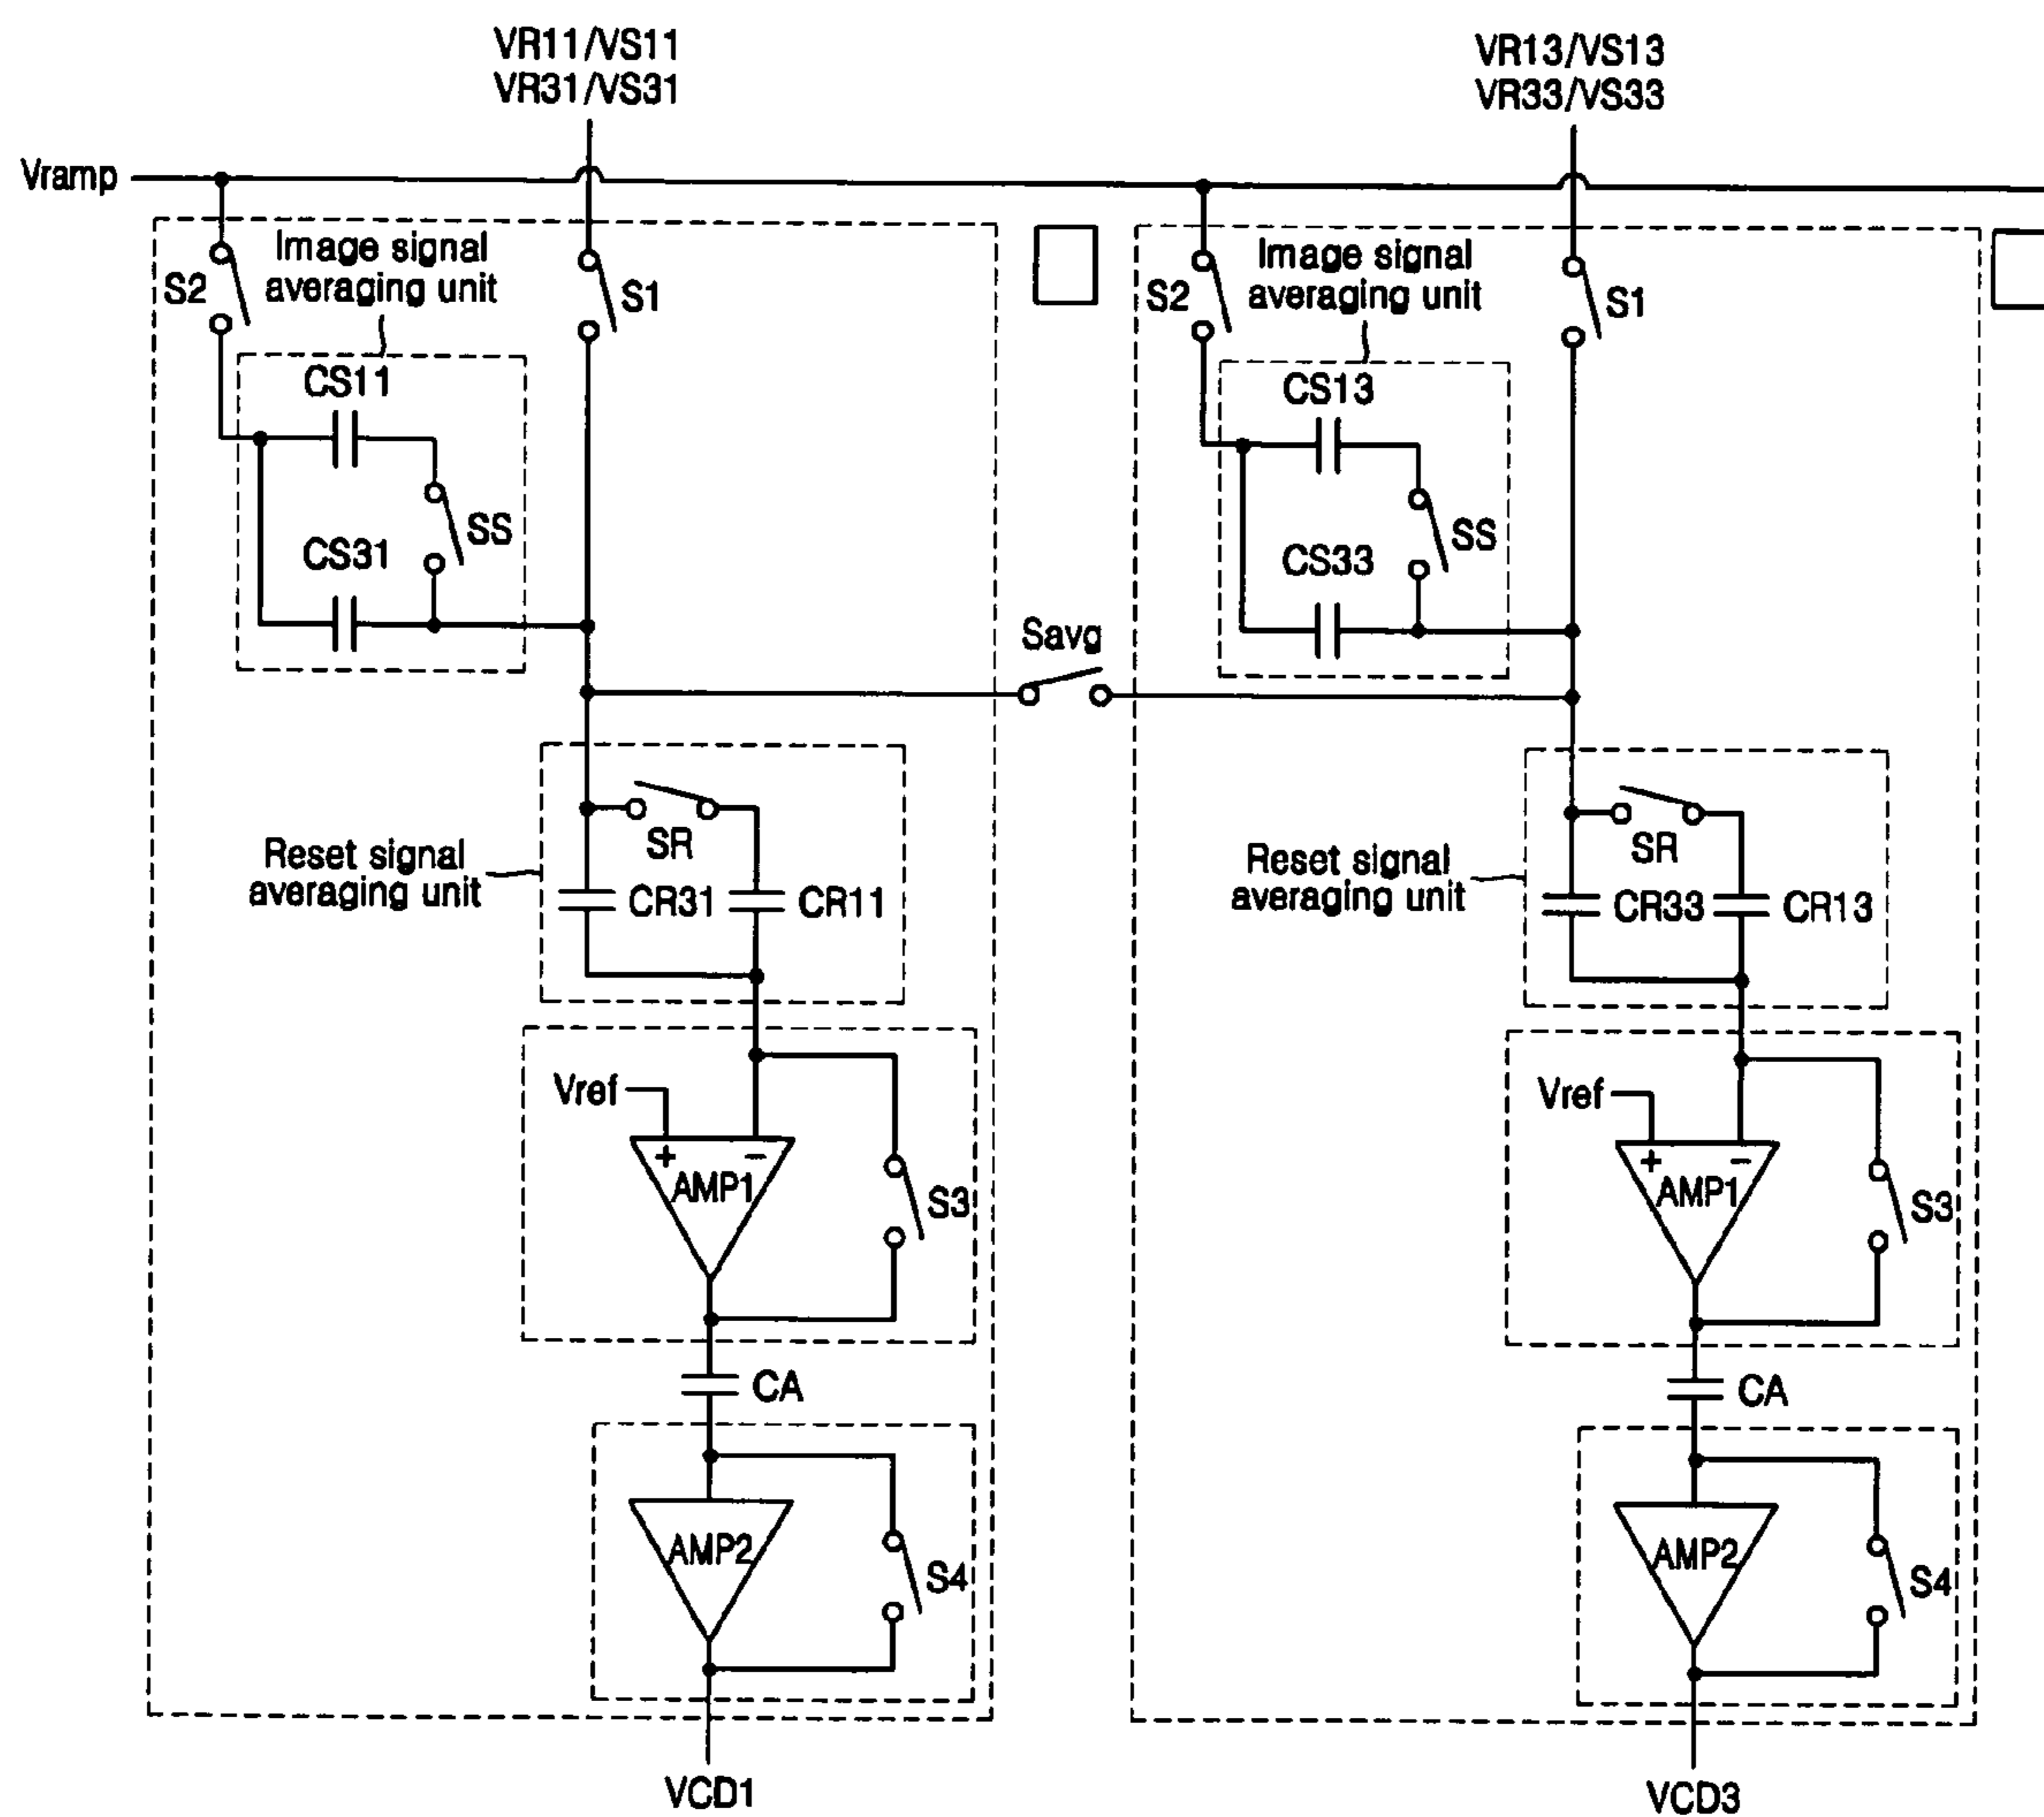 VR11/VS11
VR31/VS31
VR13/VS13
VR33/VS33
Vramp
S2
Image signal
averaging unit
S1
CS11
SS
CS31
S2
Image signal
averaging unit
S1
CS13
SS
CS33
Savg
SR
Reset signal
averaging unit
CR31
CR11
SR
Reset signal
averaging unit
CR33
CR13
Vref
+
−
AMP1
S3
Vref
+
−
AMP1
S3
CA
CA
AMP2
S4
AMP2
S4
VCD1
VCD3